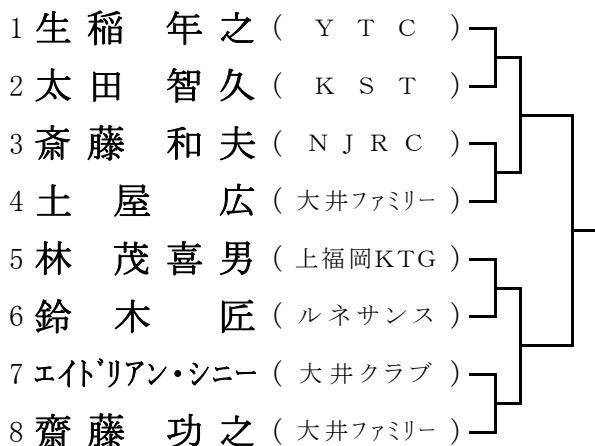 1 生稲 年之 ( YTC )
2 太田 智久 ( KST )
3 斎藤 和夫 ( NJRC )
4 土屋 広 ( 大井ファミリー )
5 林 茂喜男 ( 上福岡KTG )
6 鈴木 匠 ( ルネサンス )
7 エイドリアン・シニー ( 大井クラブ )
8 齋藤 功之 ( 大井ファミリー )